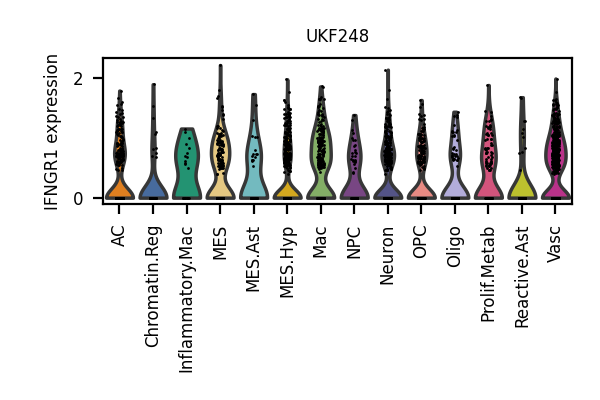 UKF248
IFNGR1 expression
2
0
AC
Chromatin.Reg
Inflammatory.Mac
MES
MES.Ast
MES.Hyp
Mac
NPC
Neuron
OPC
Oligo
Prolif.Metab
Reactive.Ast
Vasc